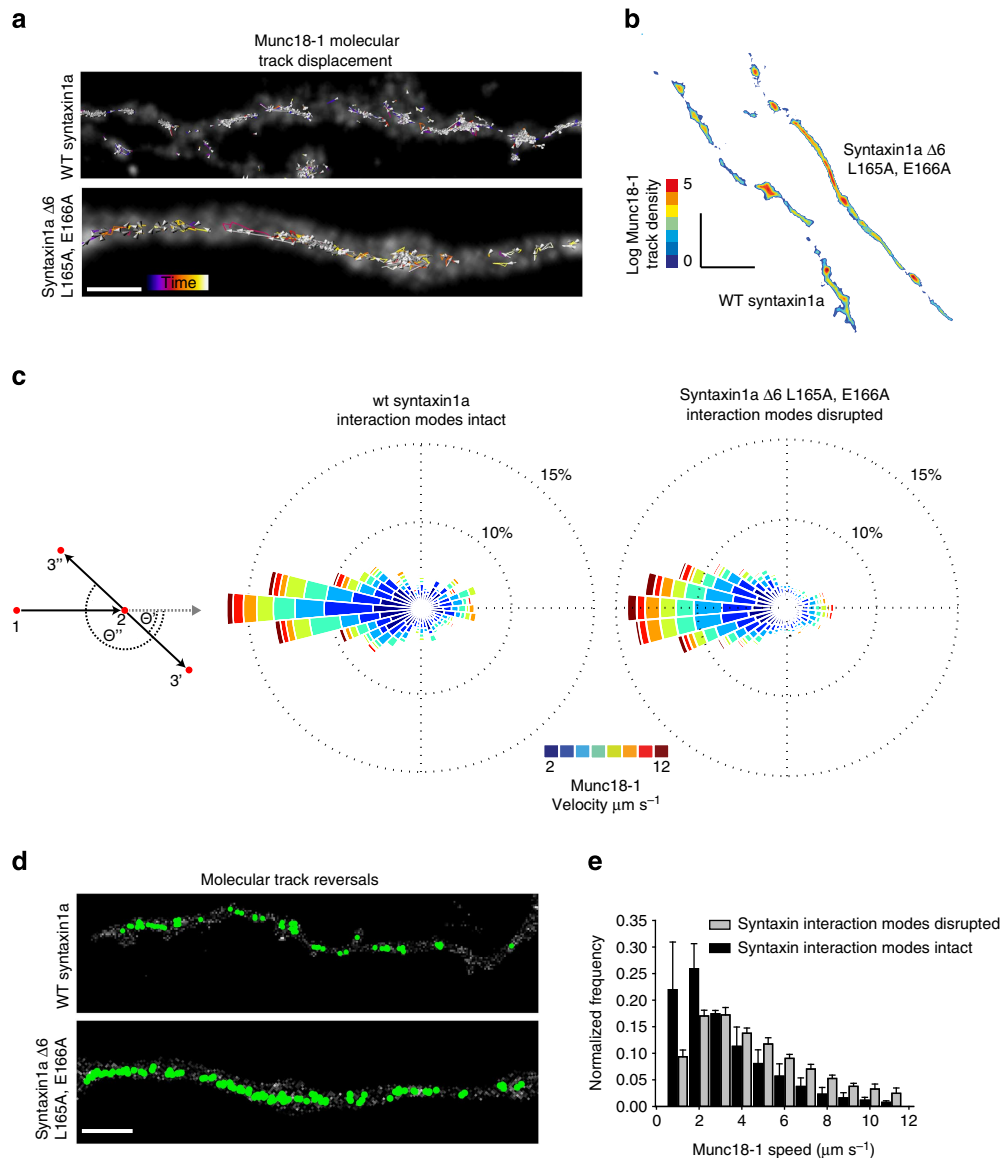 a
Munc18-1 molecular
track displacement
WT syntaxin1a
Syntaxin1a Δ6
L165A, E166A
Time
b
Syntaxin1a Δ6
L165A, E166A
Log Munc18-1
track density
5
0
WT syntaxin1a
c
wt syntaxin1a
interaction modes intact
Syntaxin1a Δ6 L165A, E166A
interaction modes disrupted
15%
10%
15%
10%
3''
1
2
Θ'
Θ''
3'
2
12
Munc18-1
Velocity μm s⁻¹
d
Molecular track reversals
WT syntaxin1a
Syntaxin1a Δ6
L165A, E166A
e
Syntaxin interaction modes disrupted
Syntaxin interaction modes intact
Normalized frequency
0.35
0.30
0.25
0.20
0.15
0.10
0.05
0.00
0 2 4 6 8 10 12
Munc18-1 speed (μm s⁻¹)